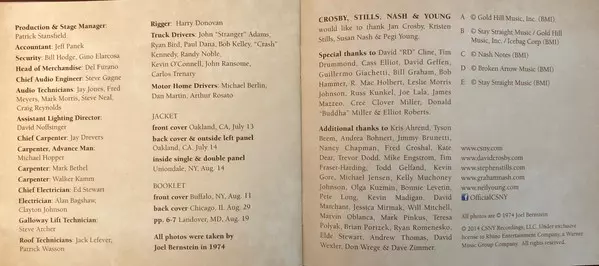 Production & Stage Manager:
Patrick Stansfield
Accountant: Jeff Panek
Security: Bill Hedge, Gino Elarcosa
Head of Merchandise: Del Furano
Chief Audio Engineer: Steve Gagne
Audio Technicians: Jay Jones, Fred
Meyers, Mark Morris, Steve Neal,
Craig Reynolds
Assistant Lighting Director:
David Noffsinger
Chief Carpenter: Jay Drevers
Carpenter, Advance Man:
Michael Hopper
Carpenter: Mark Bethel
Carpenter: Walker Kamm
Chief Electrician: Ed Stewart
Electrician: Alan Bagshaw,
Clayton Johnson
Galloway Lift Technician:
Steve Archer
Roof Technicians: Jack Lefever,
Patrick Wasson
Rigger: Harry Donovan
Truck Drivers: John "Stranger" Adams,
Ryan Bird, Paul Dana, Bob Kelley, "Crash"
Kennedy, Randy Noble,
Kevin O'Connell, John Ransome,
Carlos Trenary
Motor Home Drivers: Michael Berlin,
Dan Martin, Arthur Rosato
JACKET
front cover Oakland, CA, July 13
back cover & outside left panel
Oakland, CA, July 14
inside single & double panel
Uniondale, NY, Aug. 14
BOOKLET
front cover Buffalo, NY, Aug. 11
back cover Chicago, IL, Aug. 29
pp. 6-7 Landover, MD, Aug. 19
All photos were taken by
Joel Bernstein in 1974
CROSBY, STILLS, NASH & YOUNG
would like to thank Jan Crosby, Kristen
Stills, Susan Nash & Pegi Young.
Special thanks to David "RD" Cline, Tim
Drummond, Cass Elliot, David Geffen,
Guillermo Giachetti, Bill Graham, Bob
Hammer, R. Mac Holbert, Leslie Morris
Johnson, Russ Kunkel, Joe Lala, James
Mazzeo, Cree Clover Miller, Donald
"Buddha" Miller & Elliot Roberts.
Additional thanks to Kris Ahrend, Tyson
Beem, Andrea Bohnert, Jimmy Brunetti,
Nancy Chapman, Fred Croshal, Kate
Dear, Trevor Dodd, Mike Engstrom, Tim
Fraser-Harding, Todd Gelfand, Kevin
Gore, Michael Jensen, Kelly Muchoney
Johnson, Olga Kuzmin, Bonnie Levetin,
Pete Long, Kevin Madigan, David
Marchant, Jessica Mirmak, Will Mitchell,
Marvin Oblanca, Mark Pinkus, Teresa
Polyak, Brian Porizek, Ryan Romenesko,
Elde Stewart, Andrew Thomas, David
Wexler, Don Wrege & Dave Zimmer.
A © Gold Hill Music, Inc. (BMI)
B © Stay Straight Music / Gold Hill
Music, Inc. / Icebag Corp (BMI)
C © Nash Notes (BMI)
D © Broken Arrow Music (BMI)
E © Stay Straight Music (BMI)
www.csny.com
www.davidcrosby.com
www.stephenstills.com
www.grahamnash.com
www.neilyoung.com
OfficialCSNY
All photos are © 1974 Joel Bernstein
© 2014 CSNY Recordings, LLC. Under exclusive
license to Rhino Entertainment Company, a Warner
Music Group Company. All rights reserved.